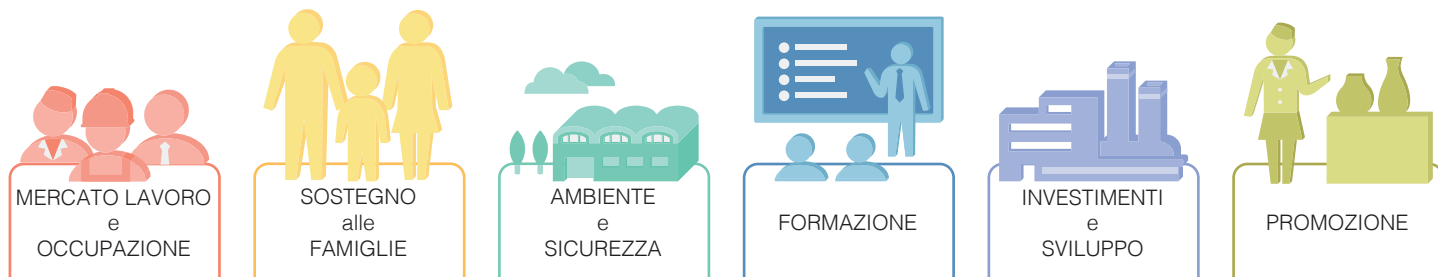 MERCATO LAVORO
e
OCCUPAZIONE
SOSTEGNO
alle
FAMIGLIE
AMBIENTE
e
SICUREZZA
FORMAZIONE
INVESTIMENTI
e
SVILUPPO
PROMOZIONE